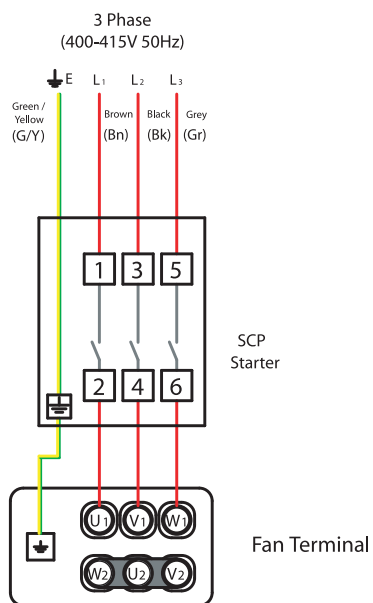 3 Phase
(400-415V 50Hz)
E L1 L2 L3
Green /
Yellow
(G/Y)
Brown
(Bn)
Black
(Bk)
Grey
(Gr)
1 3 5
SCP
Starter
2 4 6
U1 V1 W1
Fan Terminal
W2 U2 V2